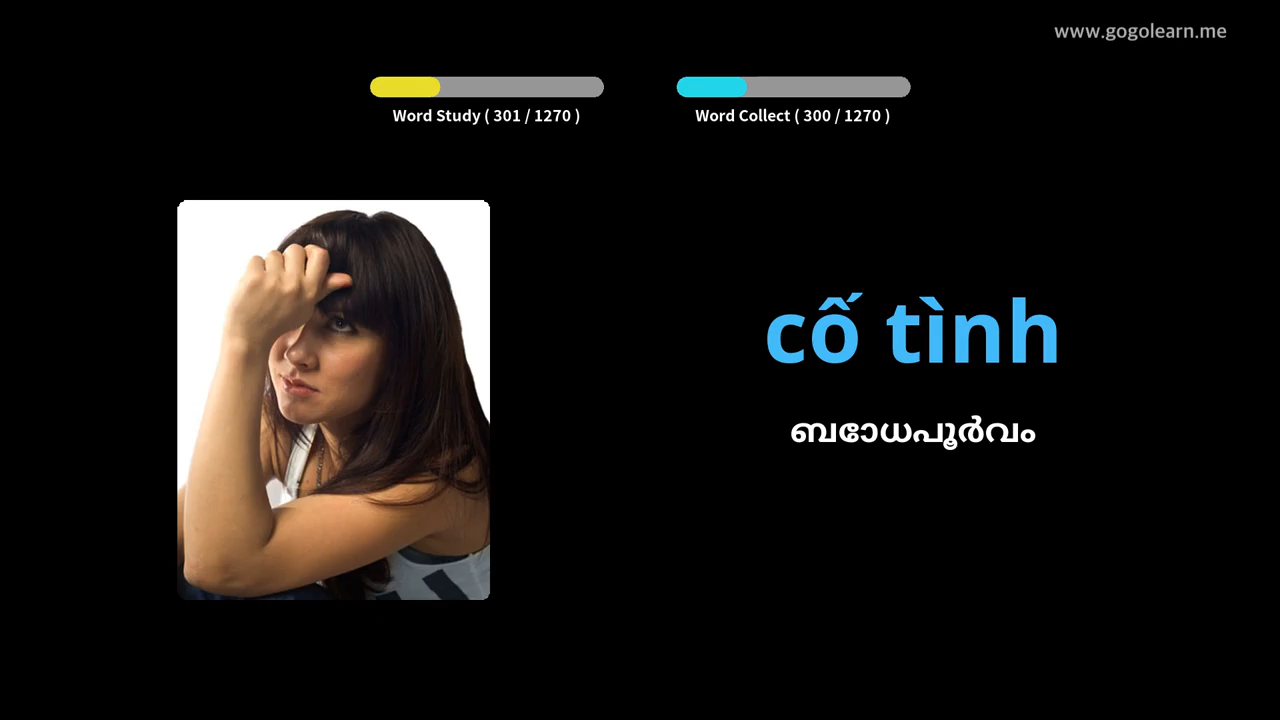 www.gogolearn.me
Word Study ( 301 / 1270 )
Word Collect ( 300 / 1270 )
cố tình
ബോധപൂർവം